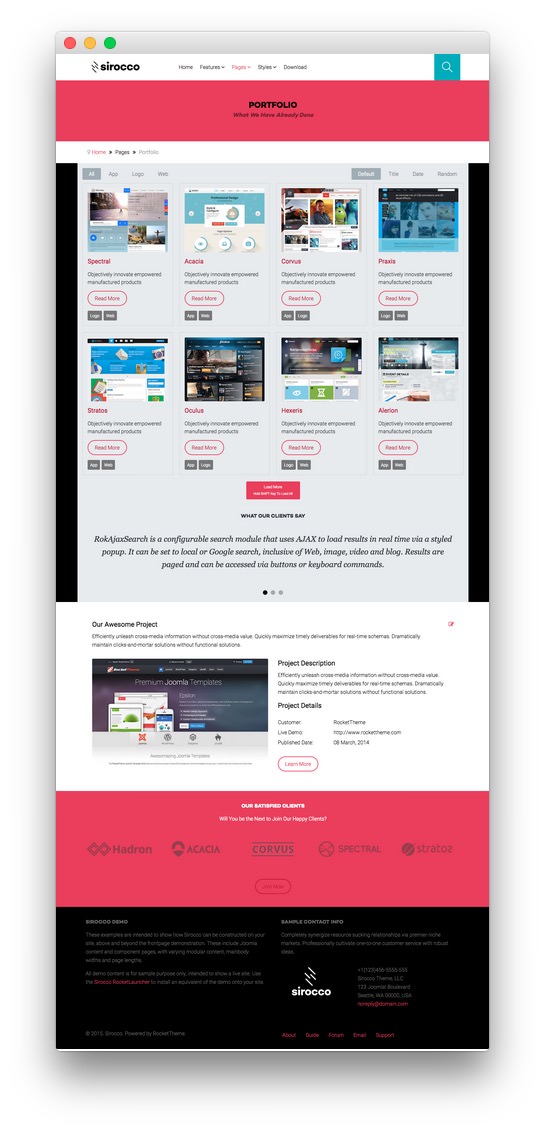 sirocco
Home Features Pages Styles Download
PORTFOLIO
What We Have Already Done
Home » Pages » Portfolio
All App Logo Web Default Title Date Random
Spectral Acacia Corvus Praxis
Objectively innovate empowered Objectively innovate empowered Objectively innovate empowered Objectively innovate empowered
manufactured products manufactured products manufactured products manufactured products
Read More Read More Read More Read More
Logo Web App Web App Logo App Web
Stratos Oculus Hexeris Alerion
Objectively innovate empowered Objectively innovate empowered Objectively innovate empowered Objectively innovate empowered
manufactured products manufactured products manufactured products manufactured products
Read More Read More Read More Read More
App Web App Logo Logo Web App Web
Load More
Hold SHIFT Key To Load All
WHAT OUR CLIENTS SAY
RokAjaxSearch is a configurable search module that uses AJAX to load results in real time via a styled
popup. It can be set to local or Google search, inclusive of Web, image, video and blog. Results are
paged and can be accessed via buttons or keyboard commands.
Our Awesome Project
Efficiently unleash cross-media information without cross-media value. Quickly maximize timely deliverables for real-time schemas. Dramatically
maintain clicks-and-mortar solutions without functional solutions.
Premium Joomla Templates
Epsilon
Project Description
Efficiently unleash cross-media information without cross-media value.
Quickly maximize timely deliverables for real-time schemas. Dramatically
maintain clicks-and-mortar solutions without functional solutions.
Project Details
Customer: RocketTheme
Live Demo: http://www.rockettheme.com
Published Date: 08 March, 2014
Learn More
OUR SATISFIED CLIENTS
Will You be the Next to Join Our Happy Clients?
Hadron ACACIA CORVUS SPECTRAL stratos
Join Now
SIROCCO DEMO
These examples are intended to show how Sirocco can be constructed on your
site, above and beyond the frontpage demonstration. These include Joomla
content and component pages, with varying modular content, mainbody
widths and page lengths.
All demo content is for sample purpose only, intended to show a live site. Use
the Sirocco RocketLauncher to install an equivalent of the demo onto your site.
SAMPLE CONTACT INFO
Completely synergize resource sucking relationships via premier niche
markets. Professionally cultivate one-to-one customer service with robust
ideas.
sirocco
+1(123)456-5555-555
Sirocco Theme, LLC
123 Joomla! Boulevard
Seattle, WA 00000, USA
noreply@domain.com
© 2015. Sirocco. Powered by RocketTheme.
About Guide Forum Email Support